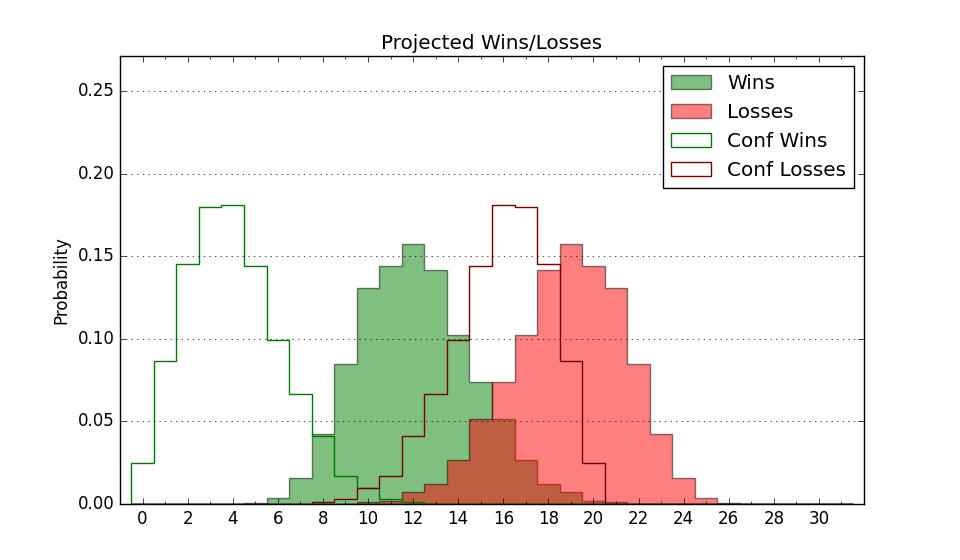 Projected Wins/Losses
Wins
Losses
Conf Wins
Conf Losses
Probability
0.25
0.20
0.15
0.10
0.05
0.00
0 2 4 6 8 10 12 14 16 18 20 22 24 26 28 30